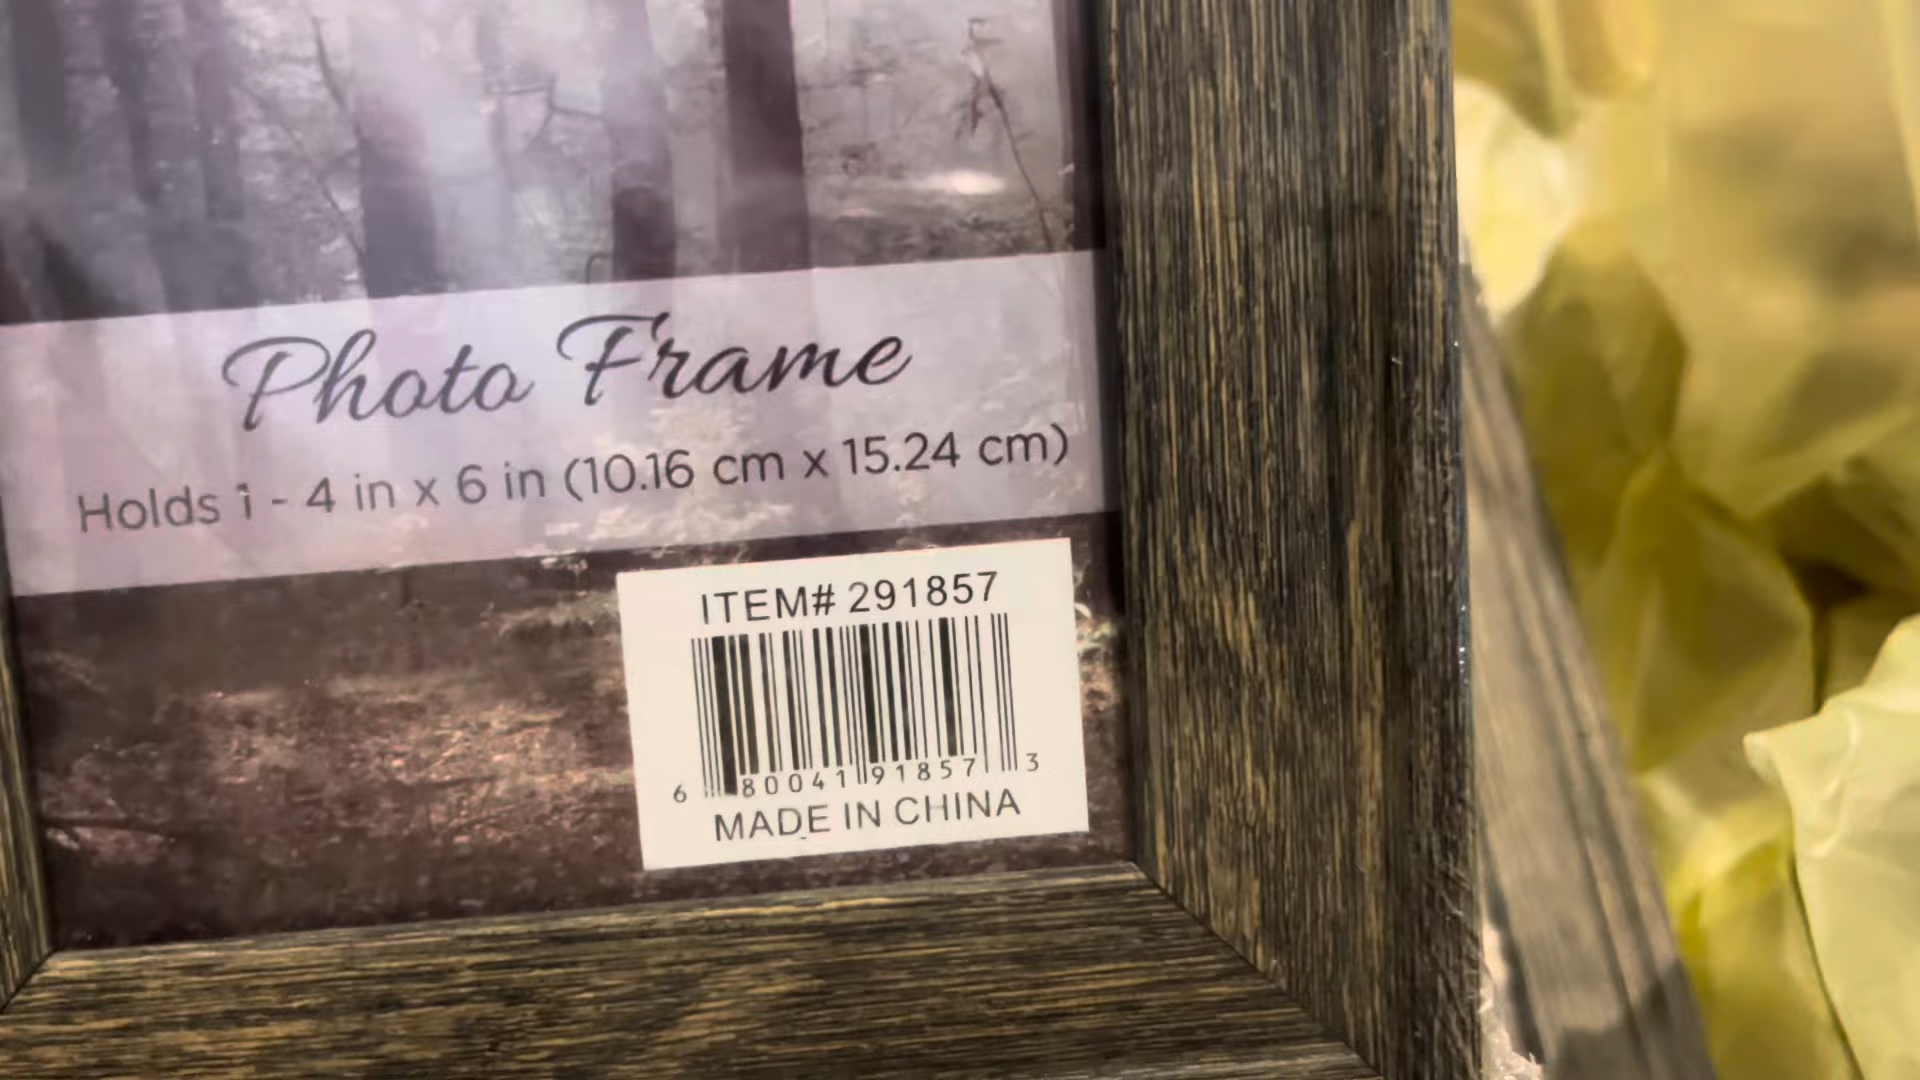 Photo Frame
Holds 1 - 4 in x 6 in (10.16 cm x 15.24 cm)
ITEM# 291857
6 80041 91857 3
MADE IN CHINA